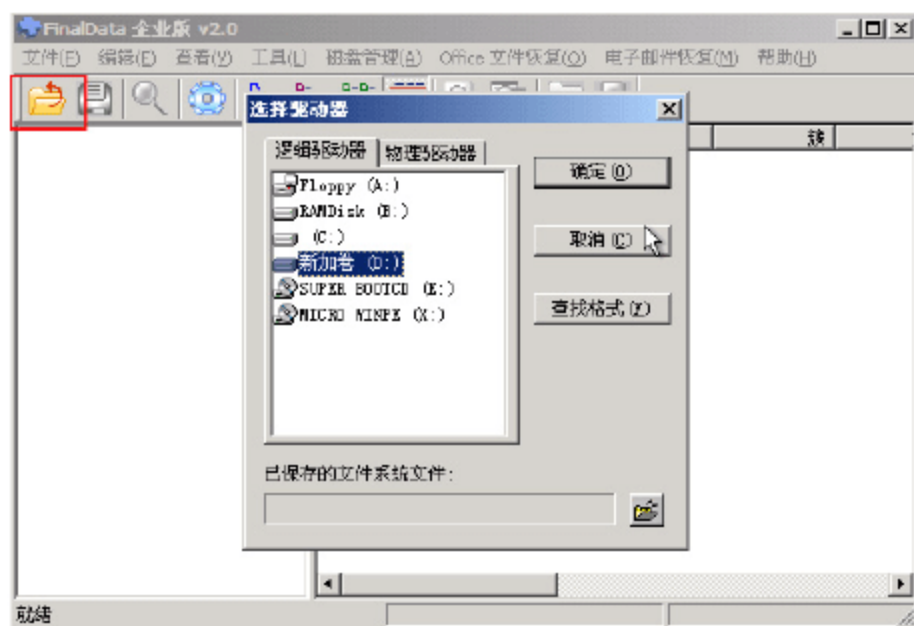 FinalData 企业版 v2.0
文件(E) 编辑(E) 查看(V) 工具(L) 磁盘管理(A) Office 文件恢复(O) 电子邮件恢复(M) 帮助(H)
选择驱动器
逻辑驱动器 物理驱动器
Floppy (A:)
RAMDisk (B:)
(C:)
新加卷 (D:)
SUPER BOOTCD (E:)
MICRO WINPE (X:)
确定(O)
取消(C)
查找格式(F)
已保存的文件系统文件:
就绪